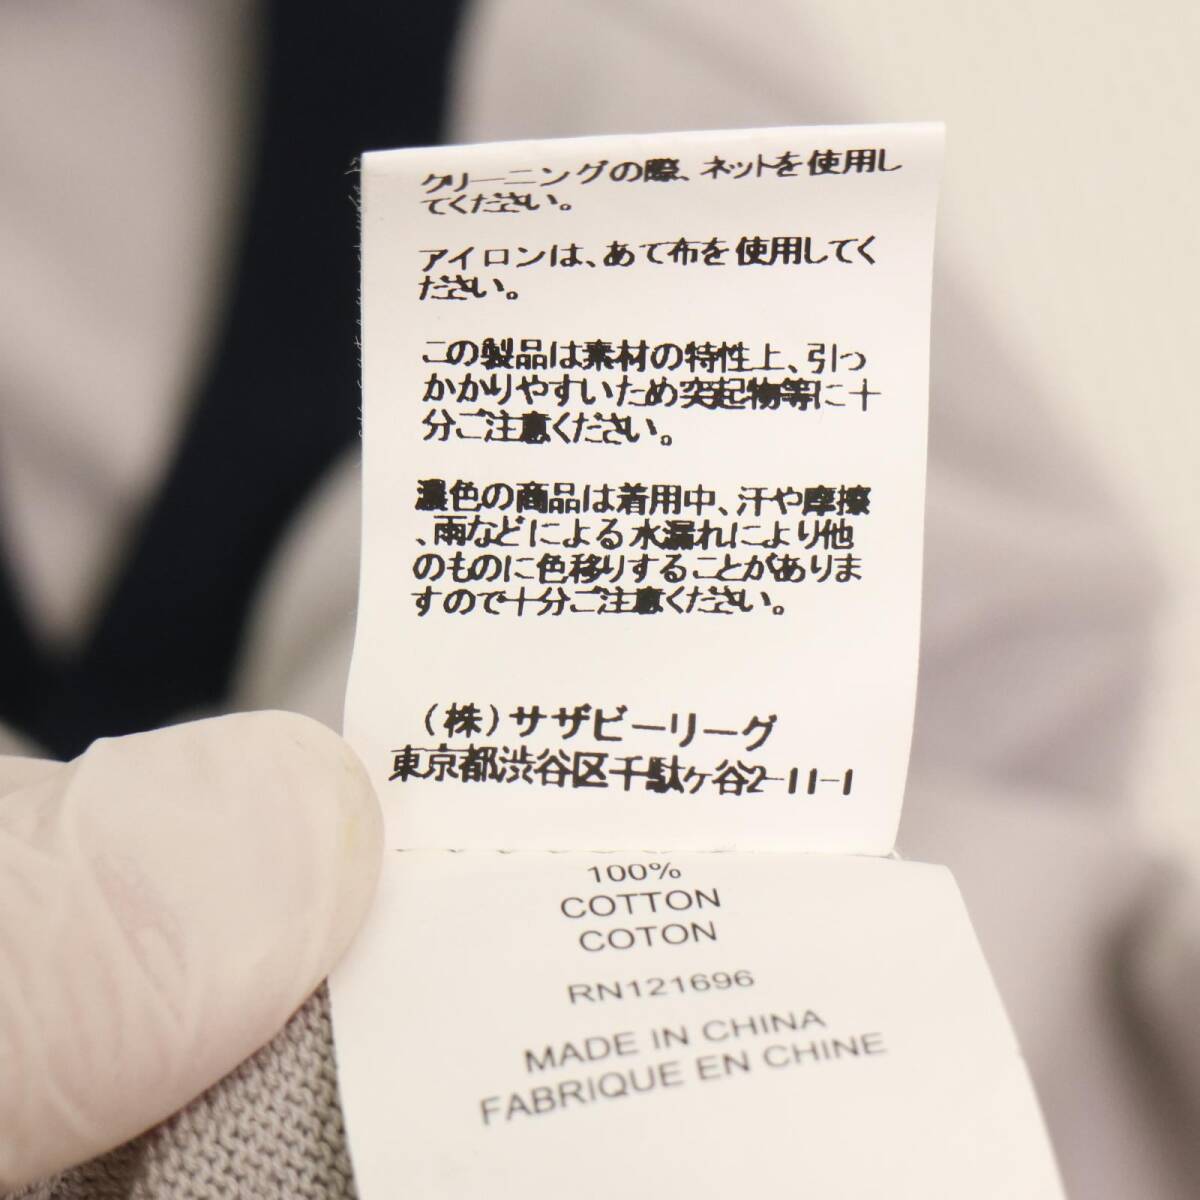 クリーニングの際、ネットを使用し
てください。
アイロンは、あて布を使用してく
ださい。
この製品は素材の特性上、引っ
かかりやすいため突起物等に十
分ご注意ください。
濃色の商品は着用中、汗や摩擦
、雨などによる水漏れにより他
のものに色移りすることがありま
すので十分ご注意ください。
(株)サザビーリーグ
東京都渋谷区千駄ヶ谷2-11-1
100%
COTTON
COTON
RN121696
MADE IN CHINA
FABRIQUE EN CHINE